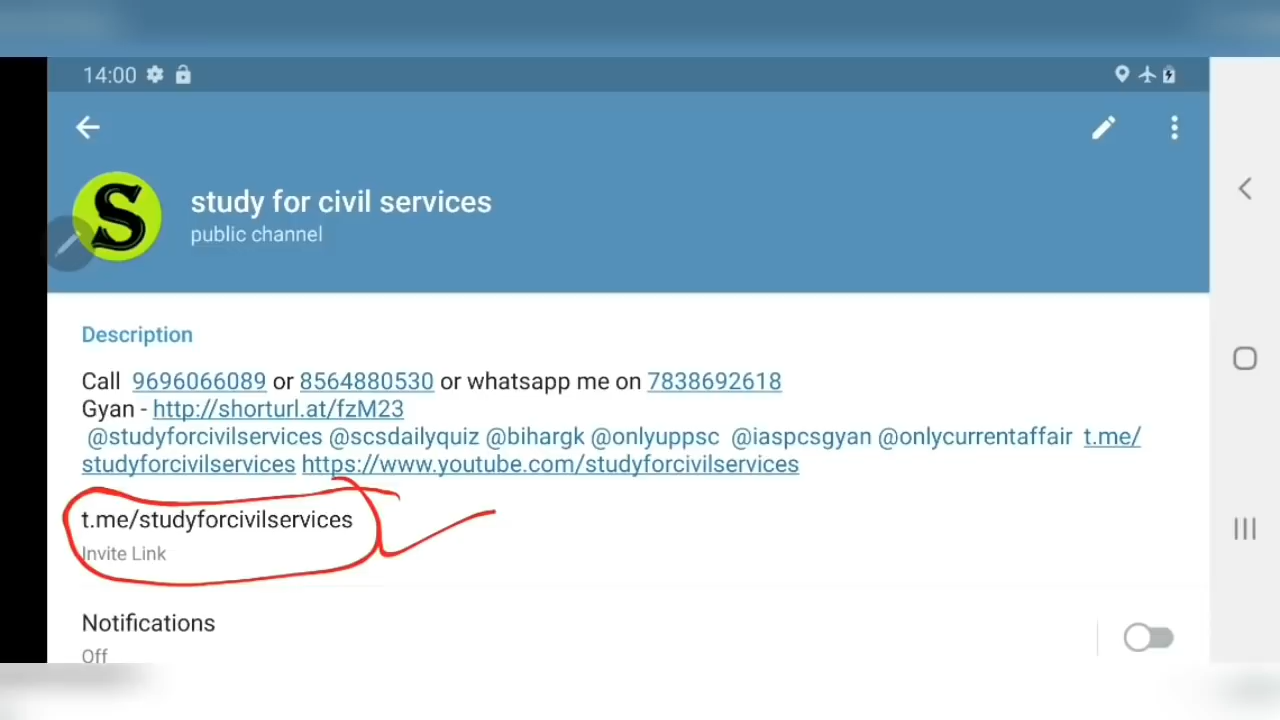 14:00
S
study for civil services
public channel
Description
Call 9696066089 or 8564880530 or whatsapp me on 7838692618
Gyan - http://shorturl.at/fzM23
@studyforcivilservices @scsdailyquiz @bihargk @onlyuppsc @iaspcsgyan @onlycurrentaffair t.me/
studyforcivilservices https://www.youtube.com/studyforcivilservices
t.me/studyforcivilservices
Invite Link
Notifications
Off